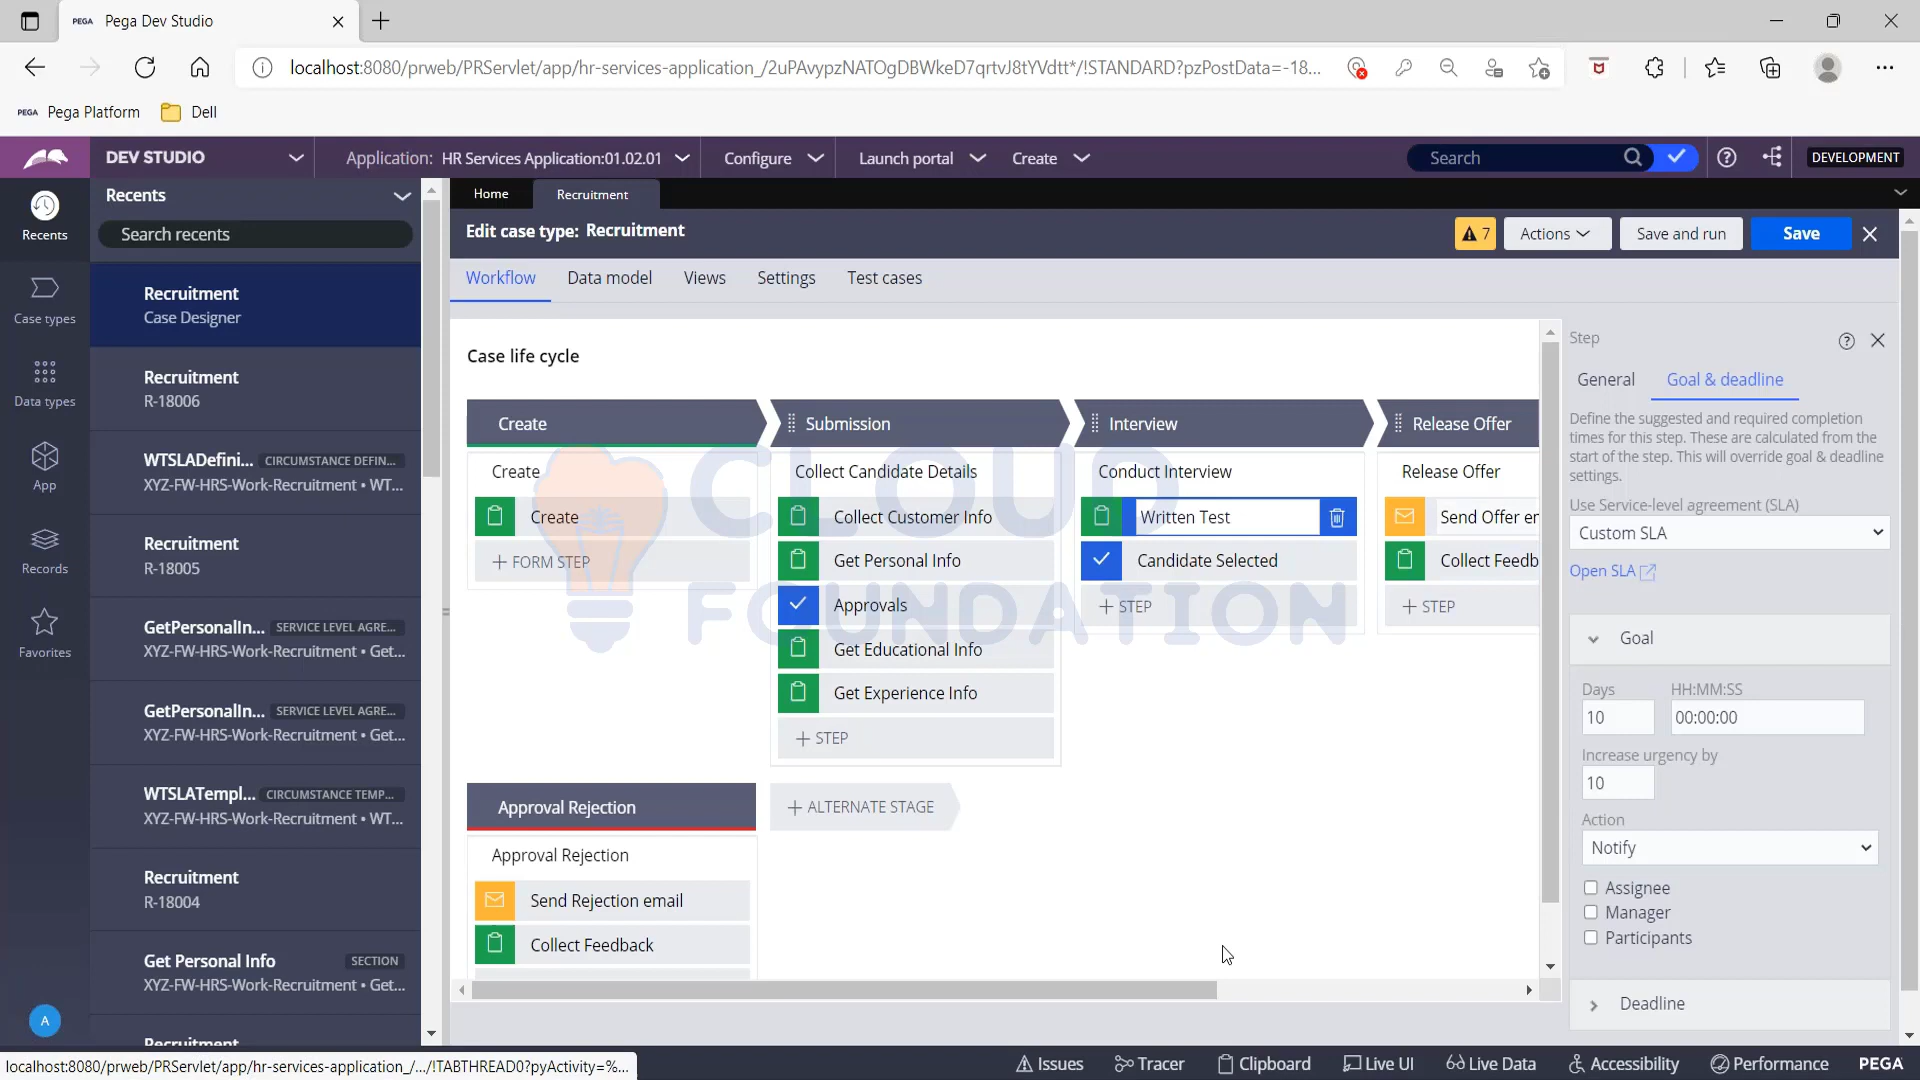 PEGA Pega Dev Studio
localhost:8080/prweb/PRServlet/app/hr-services-application_/2uPAvypzNATOgDBWkeD7qrtvJ8tYVdtt*/!STANDARD?pzPostData=-18...
PEGA Pega Platform Dell
DEV STUDIO Application: HR Services Application:01.02.01 Configure Launch portal Create Search DEVELOPMENT
Recents
Search recents
Recents
Case types
Data types
App
Records
Favorites
A
Recruitment
Case Designer
Recruitment
R-18006
WTSLADefini... CIRCUMSTANCE DEFIN...
XYZ-FW-HRS-Work-Recruitment • WT...
Recruitment
R-18005
GetPersonalIn... SERVICE LEVEL AGRE...
XYZ-FW-HRS-Work-Recruitment • Get...
GetPersonalIn... SERVICE LEVEL AGRE...
XYZ-FW-HRS-Work-Recruitment • Get...
WTSLATempl... CIRCUMSTANCE TEMP...
XYZ-FW-HRS-Work-Recruitment • WT...
Recruitment
R-18004
Get Personal Info SECTION
XYZ-FW-HRS-Work-Recruitment • Get...
Recruitment
Home Recruitment
Edit case type: Recruitment 7 Actions Save and run Save
Workflow Data model Views Settings Test cases
Case life cycle
Create
Create
Create
+ FORM STEP
Submission
Collect Candidate Details
Collect Customer Info
Get Personal Info
Approvals
Get Educational Info
Get Experience Info
+ STEP
Interview
Conduct Interview
Written Test
Candidate Selected
+ STEP
Release Offer
Release Offer
Send Offer er
Collect Feedb
+ STEP
CLOUD
FOUNDATION
Approval Rejection
+ ALTERNATE STAGE
Approval Rejection
Send Rejection email
Collect Feedback
Step
General Goal & deadline
Define the suggested and required completion
times for this step. These are calculated from the
start of the step. This will override goal & deadline
settings.
Use Service-level agreement (SLA)
Custom SLA
Open SLA
Goal
Days HH:MM:SS
10 00:00:00
Increase urgency by
10
Action
Notify
Assignee
Manager
Participants
Deadline
localhost:8080/prweb/PRServlet/app/hr-services-application_/.../!TABTHREAD0?pyActivity=%...
Issues Tracer Clipboard Live UI Live Data Accessibility Performance PEGA